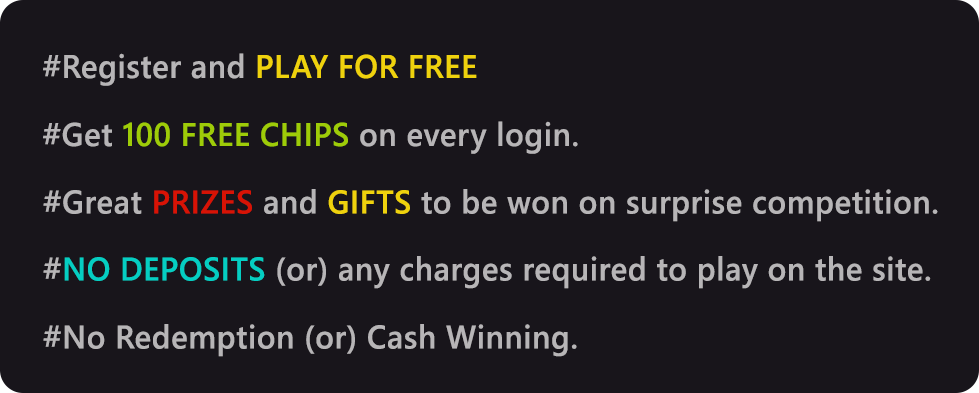 #Register and PLAY FOR FREE
#Get 100 FREE CHIPS on every login.
#Great PRIZES and GIFTS to be won on surprise competition.
#NO DEPOSITS (or) any charges required to play on the site.
#No Redemption (or) Cash Winning.